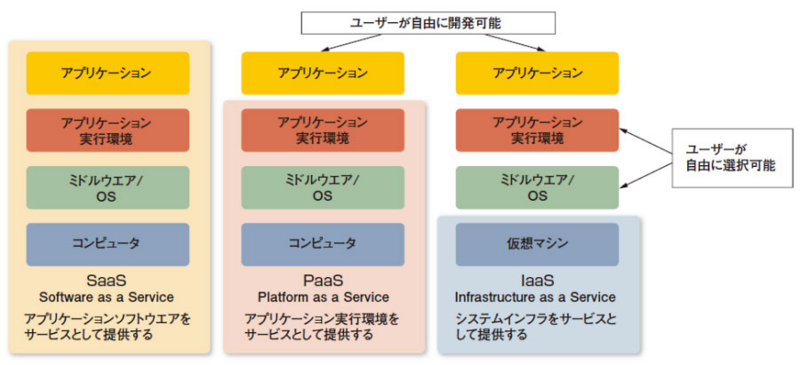 ユーザーが自由に開発可能
アプリケーション
アプリケーション
実行環境
ミドルウエア/
OS
コンピュータ
SaaS
Software as a Service
アプリケーションソフトウエアを
サービスとして提供する
アプリケーション
アプリケーション
実行環境
ミドルウエア/
OS
コンピュータ
PaaS
Platform as a Service
アプリケーション実行環境を
サービスとして提供する
アプリケーション
アプリケーション
実行環境
ミドルウエア/
OS
仮想マシン
IaaS
Infrastructure as a Service
システムインフラをサービスと
して提供する
ユーザーが
自由に選択可能